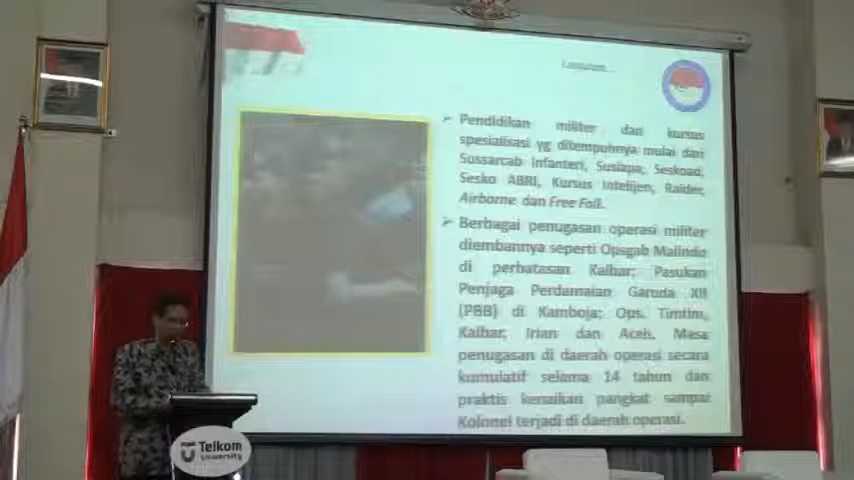 Lanjutan...
➢ Pendidikan militer dan kursus
spesialisasi yg ditempuhnya mulai dari
Sussarcab Infanteri, Suslapa, Seskoad,
Sesko ABRI, Kursus Intelijen, Raider,
Airborne dan Free Falk.
➢ Berbagai penugasan operasi militer
diembannya seperti Opsgab Malindo
di perbatasan Kalbar; Pasukan
Penjaga Perdamaian Garuda XII
(PBB) di Kamboja; Ops. Timtim,
Kalbar, Irian dan Aceh. Masa
penugasan di daerah operasi secara
kumulatif selama 14 tahun dan
praktis kenaikan pangkat sampai
Kolonel terjadi di daerah operasi.
Telkom
University